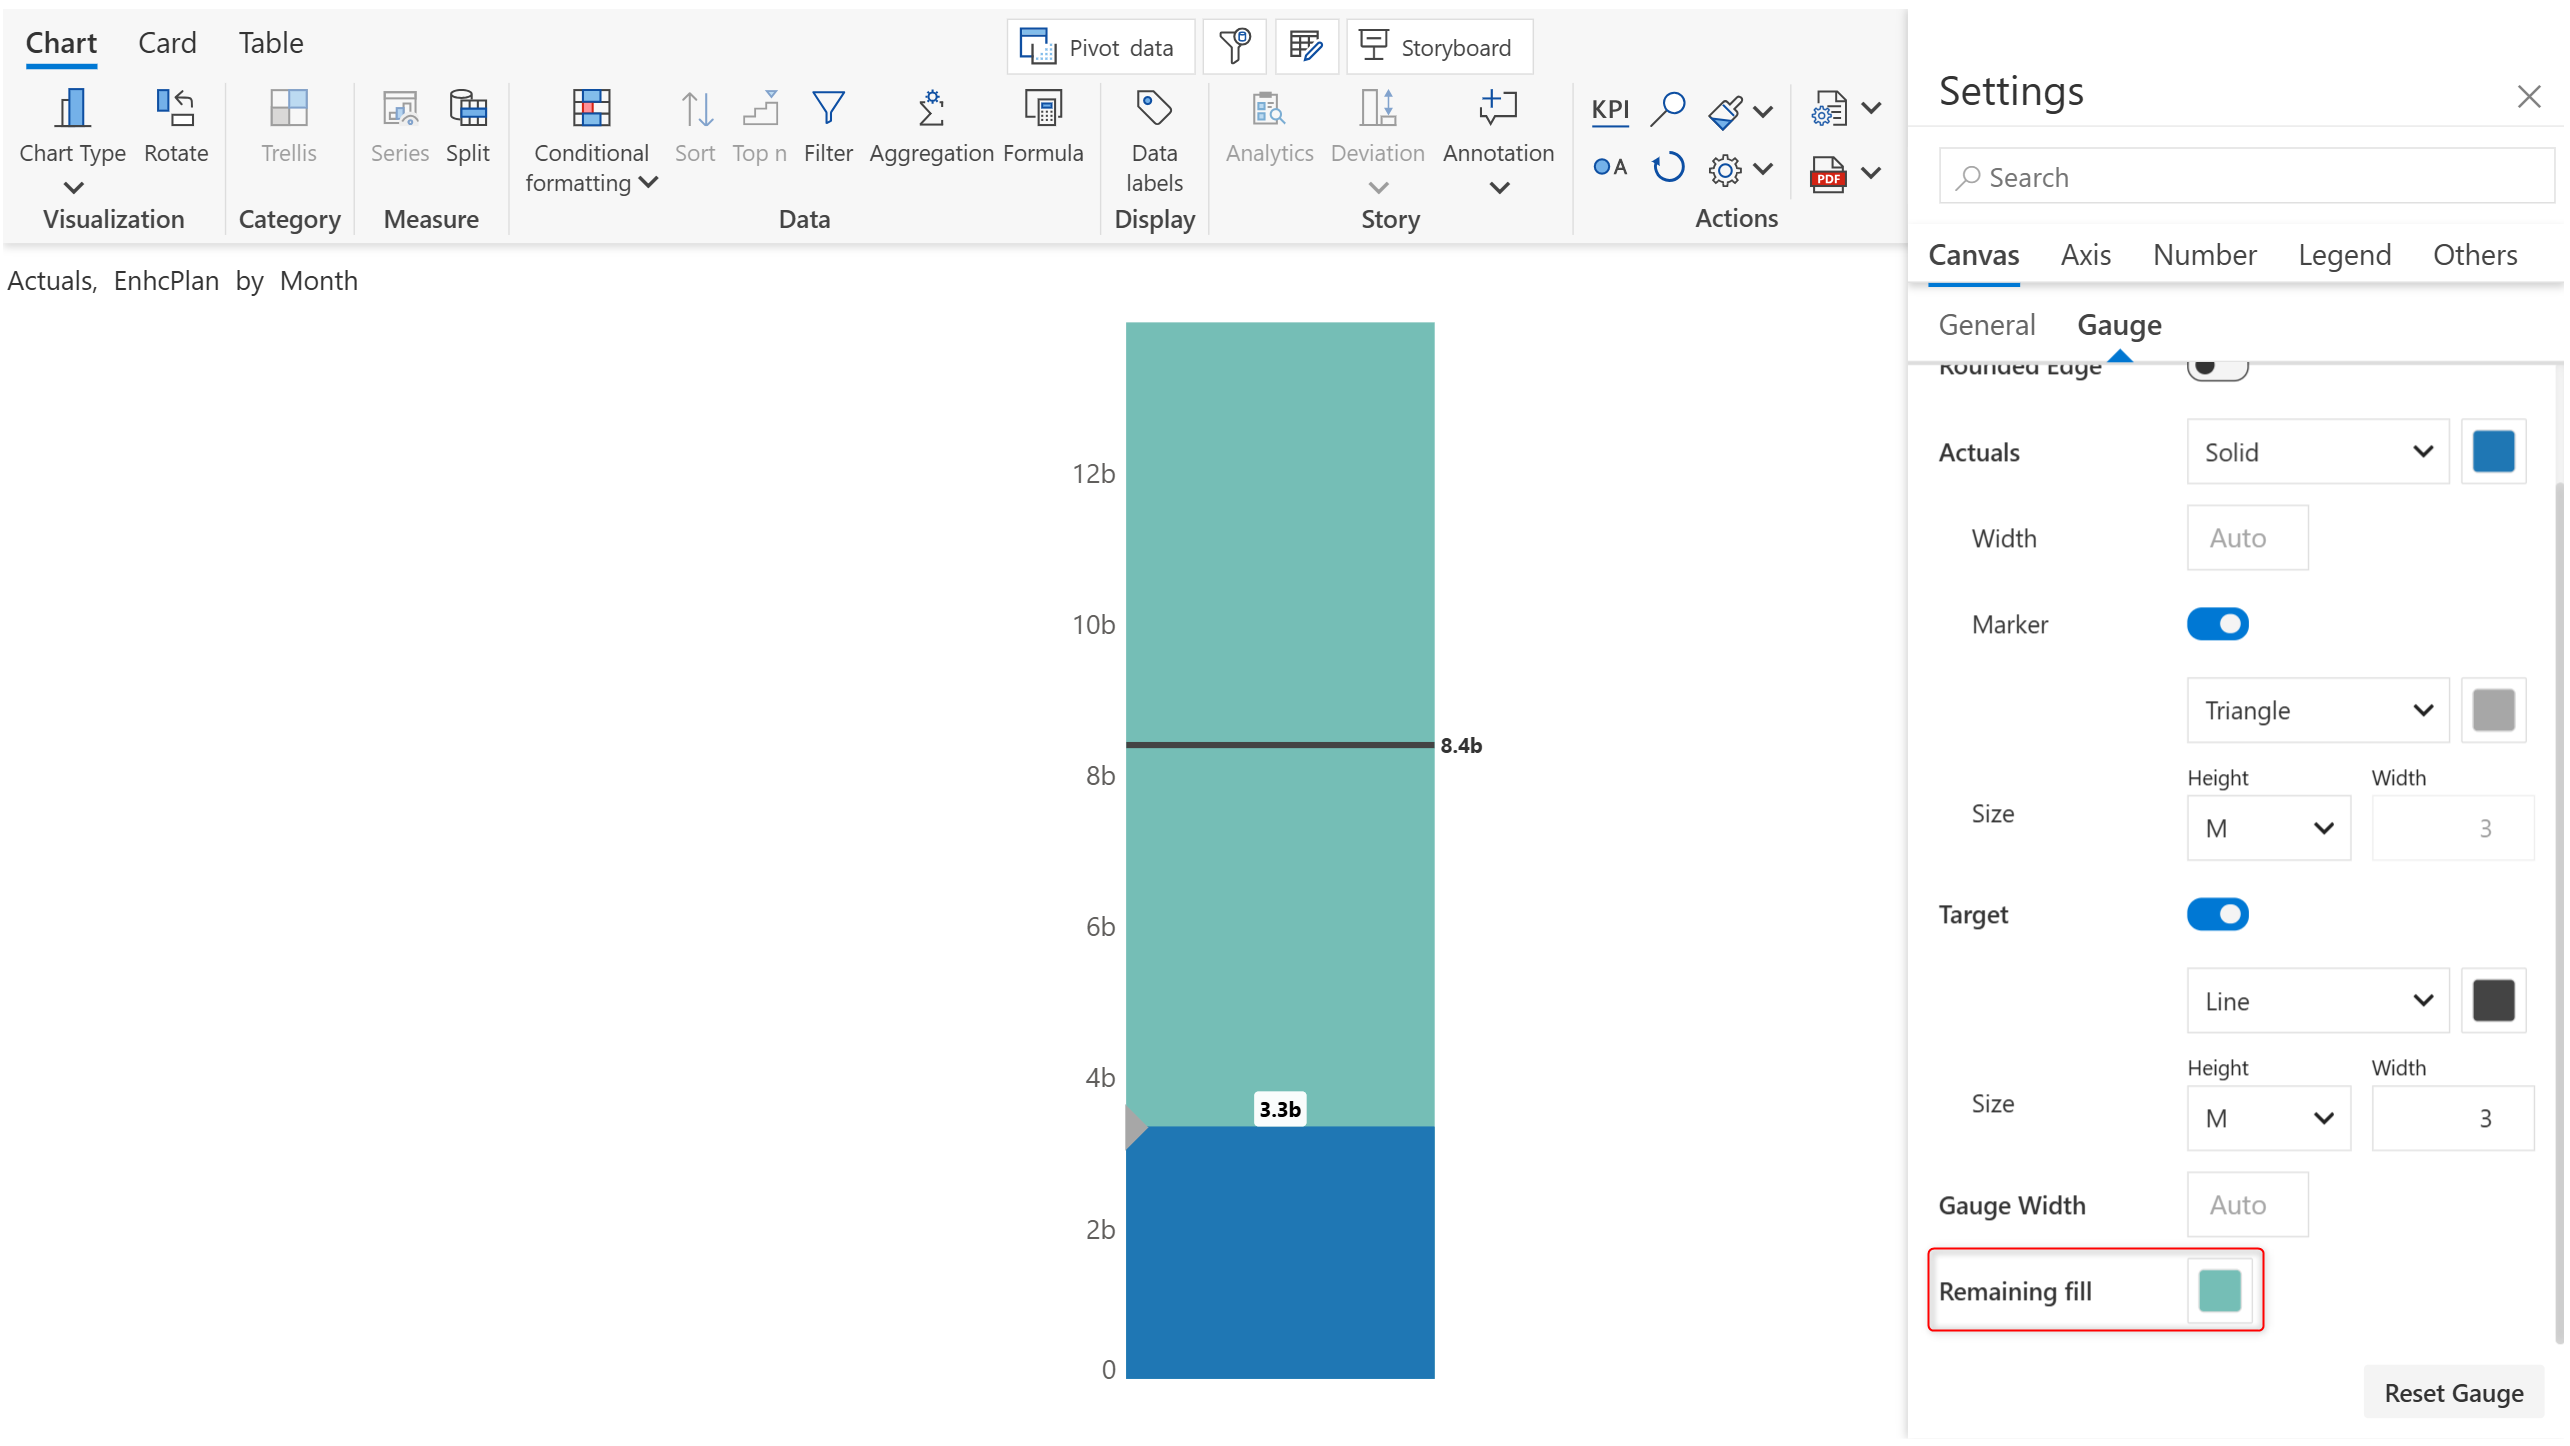 Chart Card Table
Pivot data
Storyboard
Chart Type
Rotate
Visualization
Trellis
Category
Series
Split
Measure
Conditional
formatting
Sort
Top n
Filter
Aggregation
Formula
Data
Data
labels
Display
Analytics
Deviation
Annotation
Story
KPI
A
PDF
Actions
Actuals, EnhcPlan by Month
12b
10b
8b
6b
4b
2b
0
8.4b
3.3b
Settings
Search
Canvas Axis Number Legend Others
General Gauge
Rounded Edge
Actuals Solid
Width Auto
Marker
Triangle
Height Width
Size M 3
Target
Line
Height Width
Size M 3
Gauge Width Auto
Remaining fill
Reset Gauge